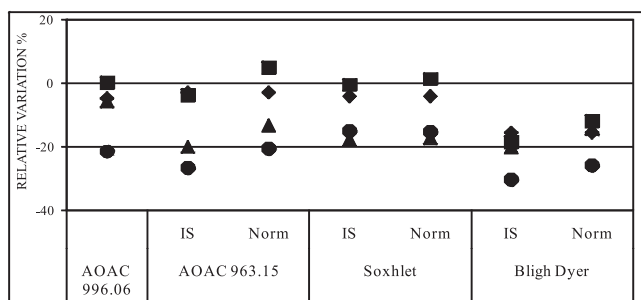 RELATIVE VARIATION %
20
0
-20
-40
IS Norm IS Norm IS Norm
AOAC 996.06 AOAC 963.15 Soxhlet Bligh Dyer